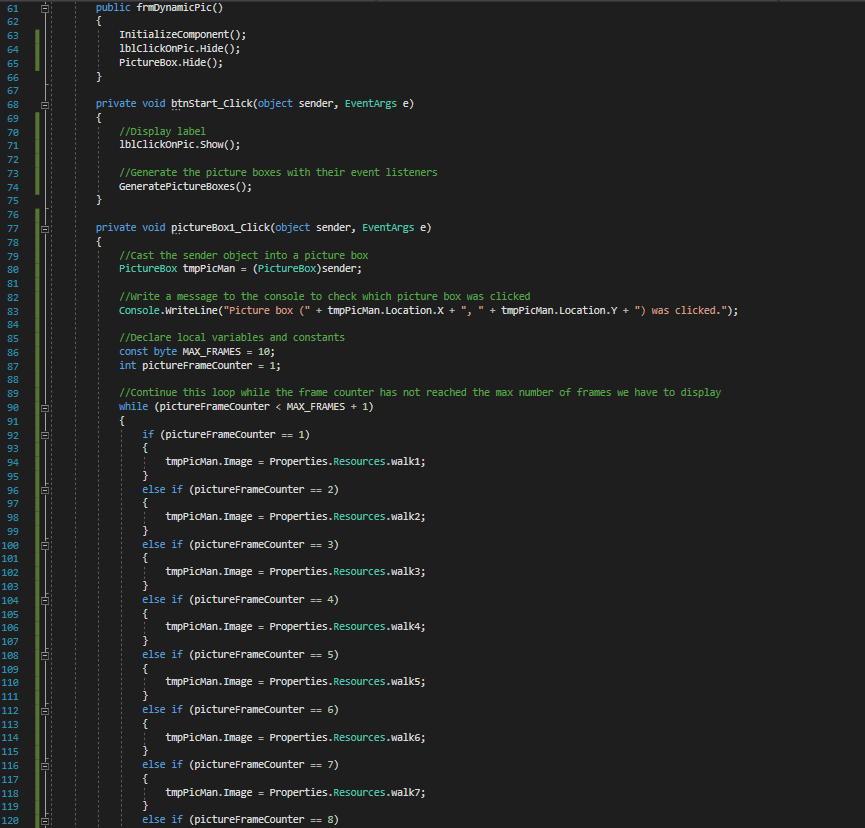 61 public frmDynamicPic()
62 {
63 InitializeComponent();
64 lblClickOnPic.Hide();
65 PictureBox.Hide();
66 }
67
68 private void btnStart_Click(object sender, EventArgs e)
69 {
70 //Display label
71 lblClickOnPic.Show();
72
73 //Generate the picture boxes with their event listeners
74 GeneratePictureBoxes();
75 }
76
77 private void pictureBox1_Click(object sender, EventArgs e)
78 {
79 //Cast the sender object into a picture box
80 PictureBox tmpPicMan = (PictureBox)sender;
81
82 //Write a message to the console to check which picture box was clicked
83 Console.WriteLine("Picture box (" + tmpPicMan.Location.X + ", " + tmpPicMan.Location.Y + ") was clicked.");
84
85 //Declare local variables and constants
86 const byte MAX_FRAMES = 10;
87 int pictureFrameCounter = 1;
88
89 //Continue this loop while the frame counter has not reached the max number of frames we have to display
90 while (pictureFrameCounter < MAX_FRAMES + 1)
91 {
92 if (pictureFrameCounter == 1)
93 {
94 tmpPicMan.Image = Properties.Resources.walk1;
95 }
96 else if (pictureFrameCounter == 2)
97 {
98 tmpPicMan.Image = Properties.Resources.walk2;
99 }
100 else if (pictureFrameCounter == 3)
101 {
102 tmpPicMan.Image = Properties.Resources.walk3;
103 }
104 else if (pictureFrameCounter == 4)
105 {
106 tmpPicMan.Image = Properties.Resources.walk4;
107 }
108 else if (pictureFrameCounter == 5)
109 {
110 tmpPicMan.Image = Properties.Resources.walk5;
111 }
112 else if (pictureFrameCounter == 6)
113 {
114 tmpPicMan.Image = Properties.Resources.walk6;
115 }
116 else if (pictureFrameCounter == 7)
117 {
118 tmpPicMan.Image = Properties.Resources.walk7;
119 }
120 else if (pictureFrameCounter == 8)